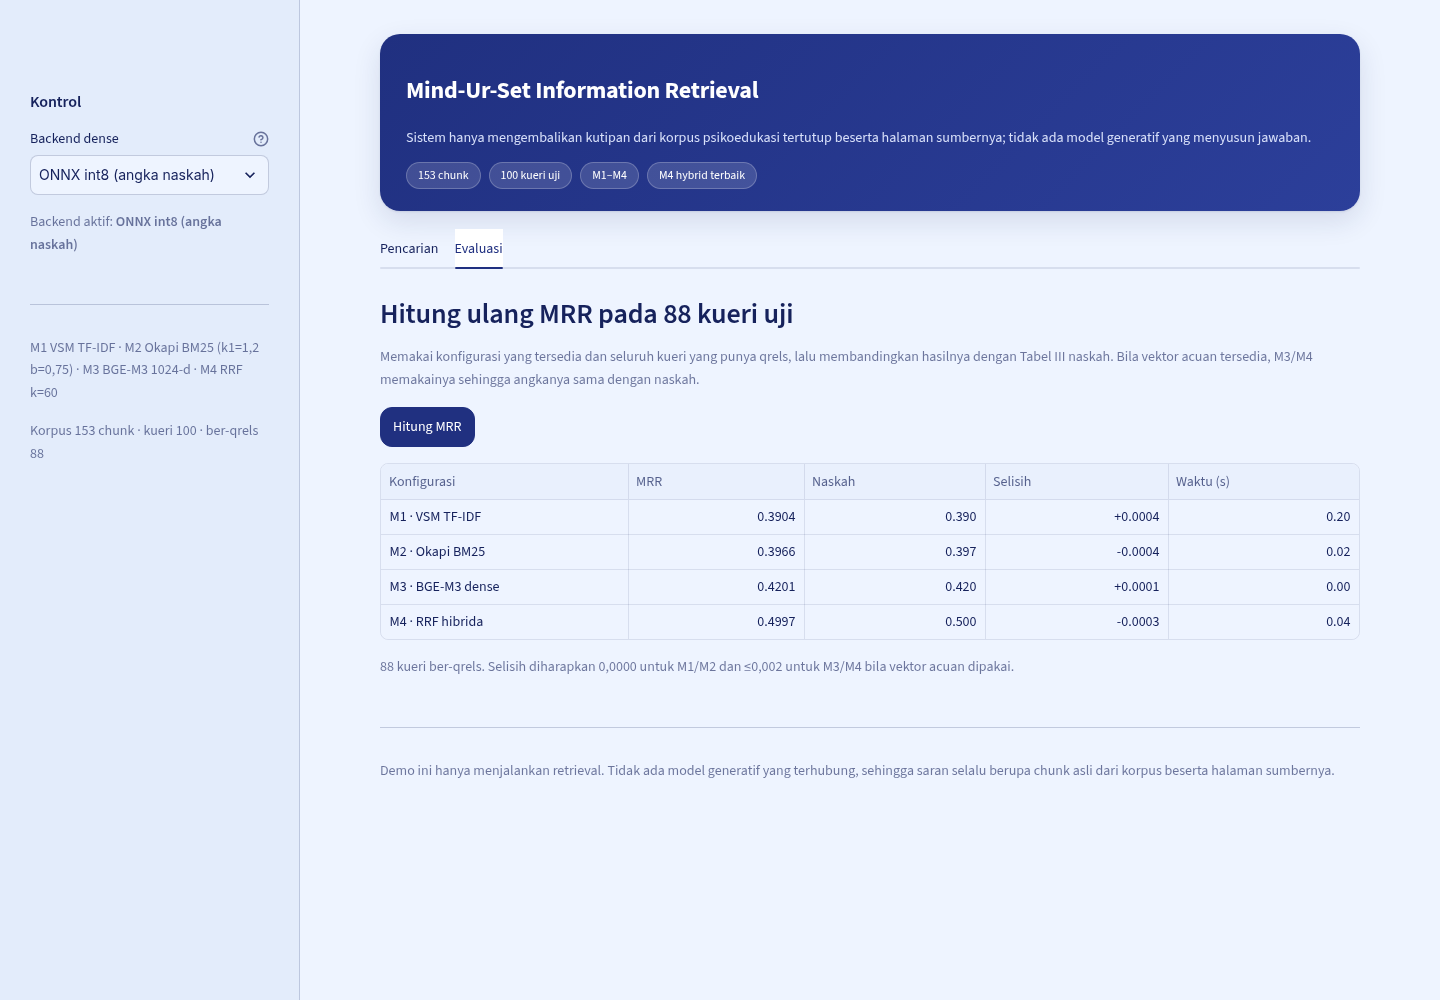 Kontrol
Backend dense
ONNX int8 (angka naskah)
Backend aktif: ONNX int8 (angka
naskah)
M1 VSM TF-IDF · M2 Okapi BM25 (k1=1,2
b=0,75) · M3 BGE-M3 1024-d · M4 RRF
k=60
Korpus 153 chunk · kueri 100 · ber-qrels
88
Mind-Ur-Set Information Retrieval
Sistem hanya mengembalikan kutipan dari korpus psikoedukasi tertutup beserta halaman sumbernya; tidak ada model generatif yang menyusun jawaban.
153 chunk 100 kueri uji M1–M4 M4 hybrid terbaik
Pencarian Evaluasi
Hitung ulang MRR pada 88 kueri uji
Memakai konfigurasi yang tersedia dan seluruh kueri yang punya qrels, lalu membandingkan hasilnya dengan Tabel III naskah. Bila vektor acuan tersedia, M3/M4
memakainya sehingga angkanya sama dengan naskah.
Hitung MRR
Konfigurasi MRR Naskah Selisih Waktu (s)
M1 · VSM TF-IDF 0.3904 0.390 +0.0004 0.20
M2 · Okapi BM25 0.3966 0.397 -0.0004 0.02
M3 · BGE-M3 dense 0.4201 0.420 +0.0001 0.00
M4 · RRF hibrida 0.4997 0.500 -0.0003 0.04
88 kueri ber-qrels. Selisih diharapkan 0,0000 untuk M1/M2 dan ≤0,002 untuk M3/M4 bila vektor acuan dipakai.
Demo ini hanya menjalankan retrieval. Tidak ada model generatif yang terhubung, sehingga saran selalu berupa chunk asli dari korpus beserta halaman sumbernya.